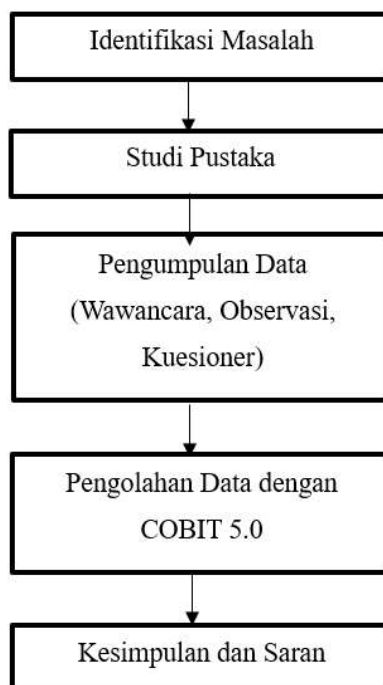 Identifikasi Masalah
Studi Pustaka
Pengumpulan Data
(Wawancara, Observasi,
Kuesioner)
Pengolahan Data dengan
COBIT 5.0
Kesimpulan dan Saran